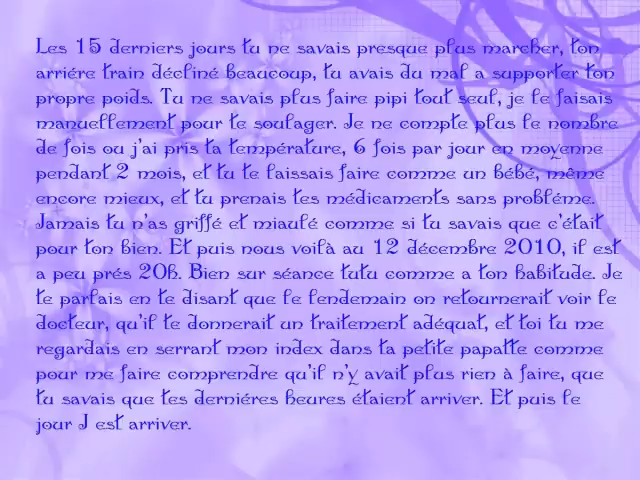 Les 15 derniers jours tu ne savais presque plus marcher, ton
arriére train décliné beaucoup, tu avais du mal a supporter ton
propre poids. Tu ne savais plus faire pipi tout seul, je le faisais
manuellement pour te soulager. Je ne compte plus le nombre
de fois ou j'ai pris ta température, 6 fois par jour en moyenne
pendant 2 mois, et tu te laissais faire comme un bébé, même
encore mieux, et tu prenais tes médicaments sans probléme.
Jamais tu n'as griffé et miaulé comme si tu savais que c'était
pour ton bien. Et puis nous voilà au 12 décembre 2010, il est
a peu prés 20h. Bien sur séance tutu comme a ton habitude. Je
te parlais en te disant que le lendemain on retournerait voir le
docteur, qu'il te donnerait un traitement adéquat, et toi tu me
regardais en serrant mon index dans ta petite papatte comme
pour me faire comprendre qu'il n'y avait plus rien à faire, que
tu savais que tes derniéres heures étaient arriver. Et puis le
jour J est arriver.